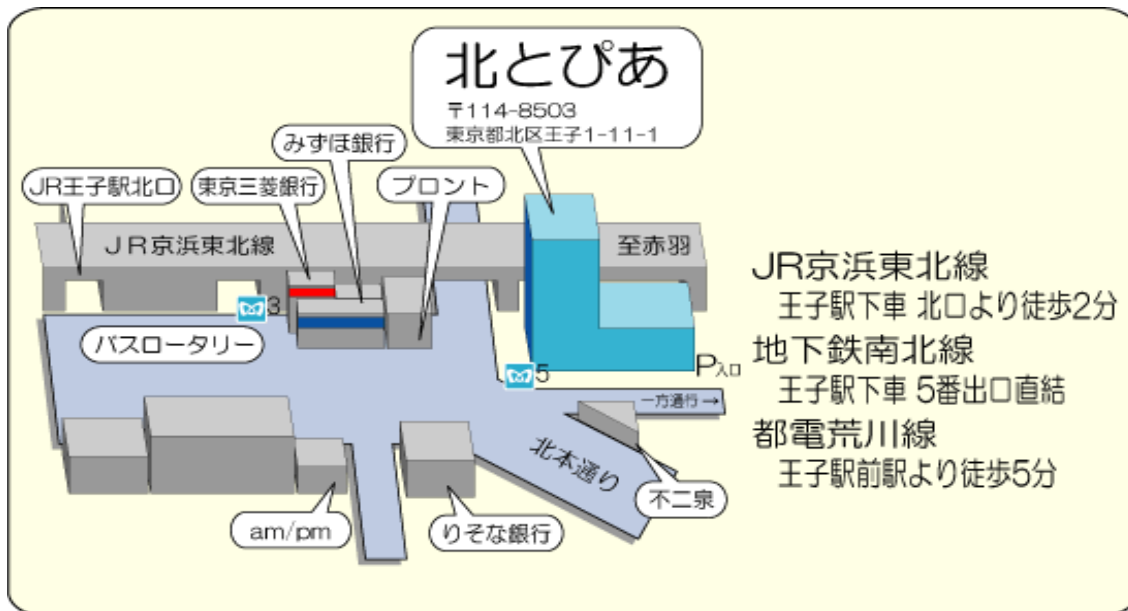 北とぴあ
〒114-8503
東京都北区王子1-11-1
みずほ銀行
JR王子駅北口
東京三菱銀行
プロント
JR京浜東北線
至赤羽
3
バスロータリー
5
P入口
一方通行→
北本通り
不二泉
am/pm
りそな銀行
JR京浜東北線
王子駅下車 北口より徒歩2分
地下鉄南北線
王子駅下車 5番出口直結
都電荒川線
王子駅前駅より徒歩5分